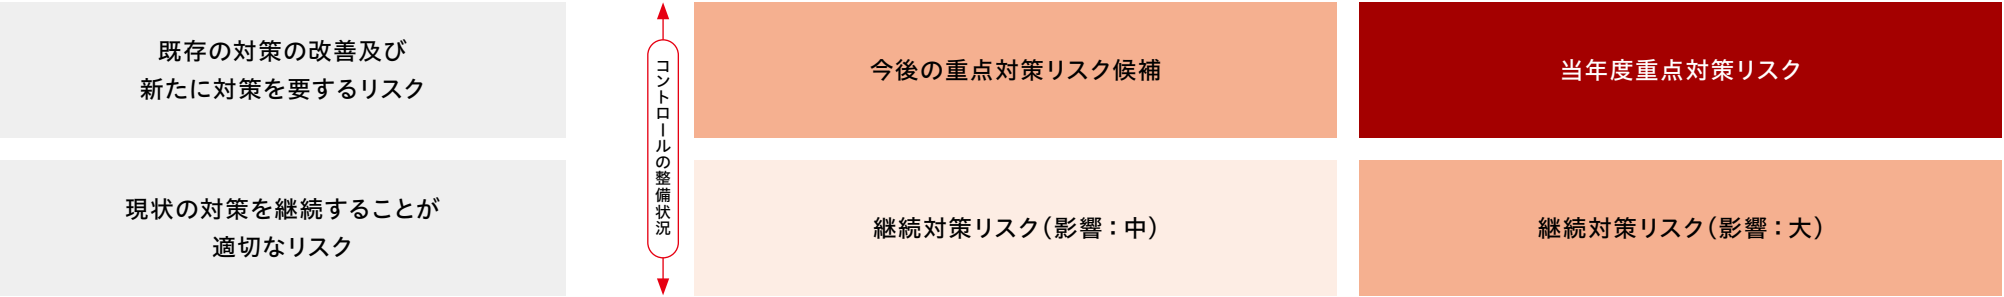 既存の対策の改善及び
新たに対策を要するリスク
現状の対策を継続することが
適切なリスク
コントロールの整備状況
今後の重点対策リスク候補
当年度重点対策リスク
継続対策リスク（影響：中）
継続対策リスク（影響：大）